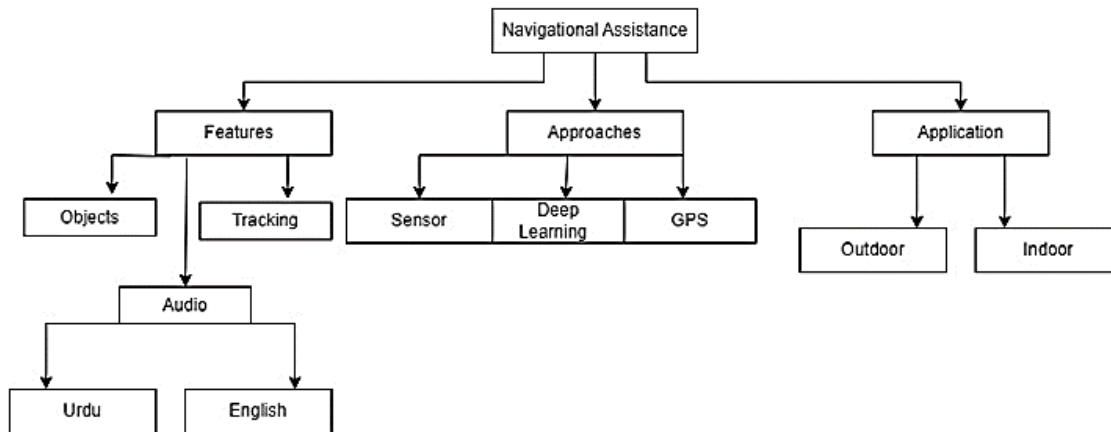 Navigational Assistance
Features
Approaches
Application
Objects
Tracking
Sensor
Deep
Learning
GPS
Outdoor
Indoor
Audio
Urdu
English